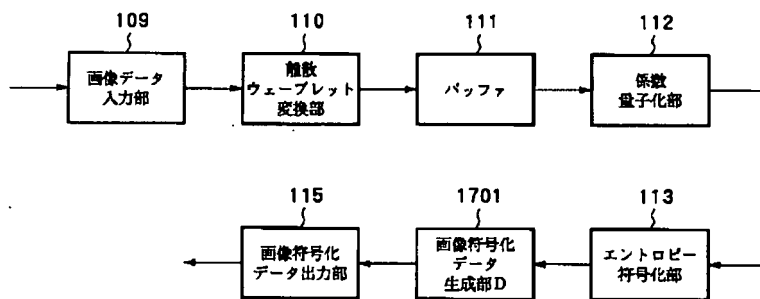 109
110
111
112
画像データ
入力部
離散
ウェーブレット
変換部
バッファ
係数
量子化部
115
1701
113
画像符号化
データ出力部
画像符号化
データ
生成部D
エントロピー
符号化部